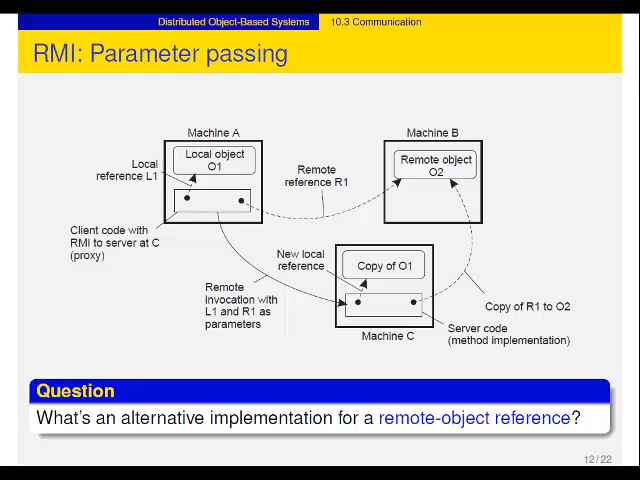 Distributed Object-Based Systems 10.3 Communication
RMI: Parameter passing
Machine A
Machine B
Local object
O1
Remote object
O2
Local
reference L1
Remote
reference R1
Client code with
RMI to server at C
(proxy)
New local
reference
Copy of O1
Remote
invocation with
L1 and R1 as
parameters
Copy of R1 to O2
Server code
(method implementation)
Machine C
Question
What's an alternative implementation for a remote-object reference?
12 / 22